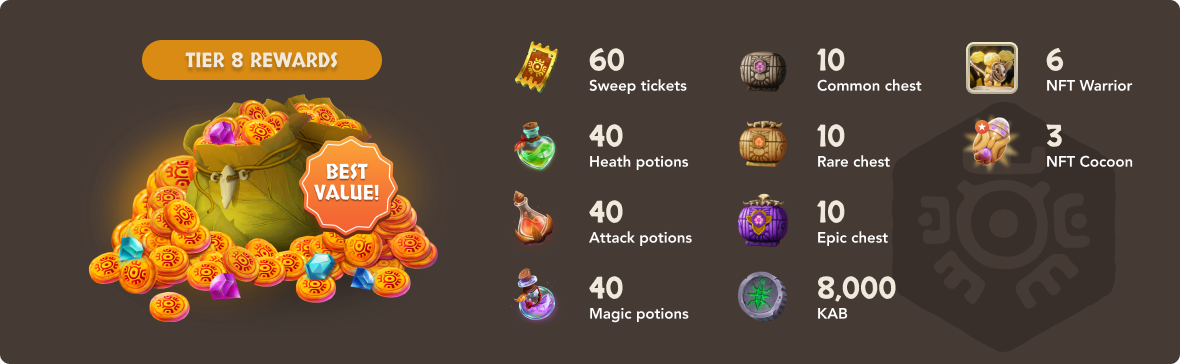 TIER 8 REWARDS
BEST
VALUE!
60
Sweep tickets
40
Heath potions
40
Attack potions
40
Magic potions
10
Common chest
10
Rare chest
10
Epic chest
8,000
KAB
6
NFT Warrior
3
NFT Cocoon